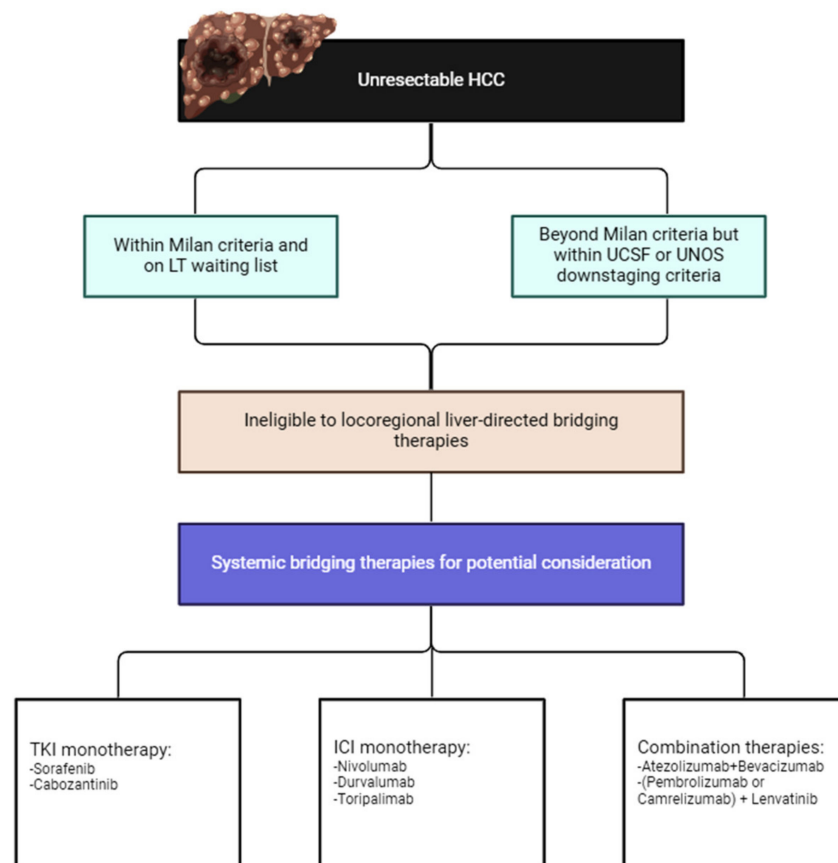 Unresectable HCC
Within Milan criteria and
on LT waiting list
Beyond Milan criteria but
within UCSF or UNOS
downstaging criteria
Ineligible to locoregional liver-directed bridging
therapies
Systemic bridging therapies for potential consideration
TKI monotherapy:
-Sorafenib
-Cabozantinib
ICI monotherapy:
-Nivolumab
-Durvalumab
-Toripalimab
Combination therapies:
-Atezolizumab+Bevacizumab
-(Pembrolizumab or
Camrelizumab) + Lenvatinib